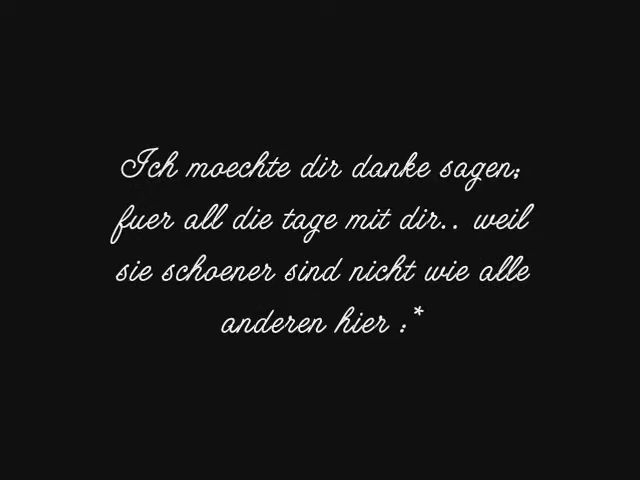 Ich moechte dir danke sagen;
fuer all die tage mit dir.. weil
sie schoener sind nicht wie alle
anderen hier :*